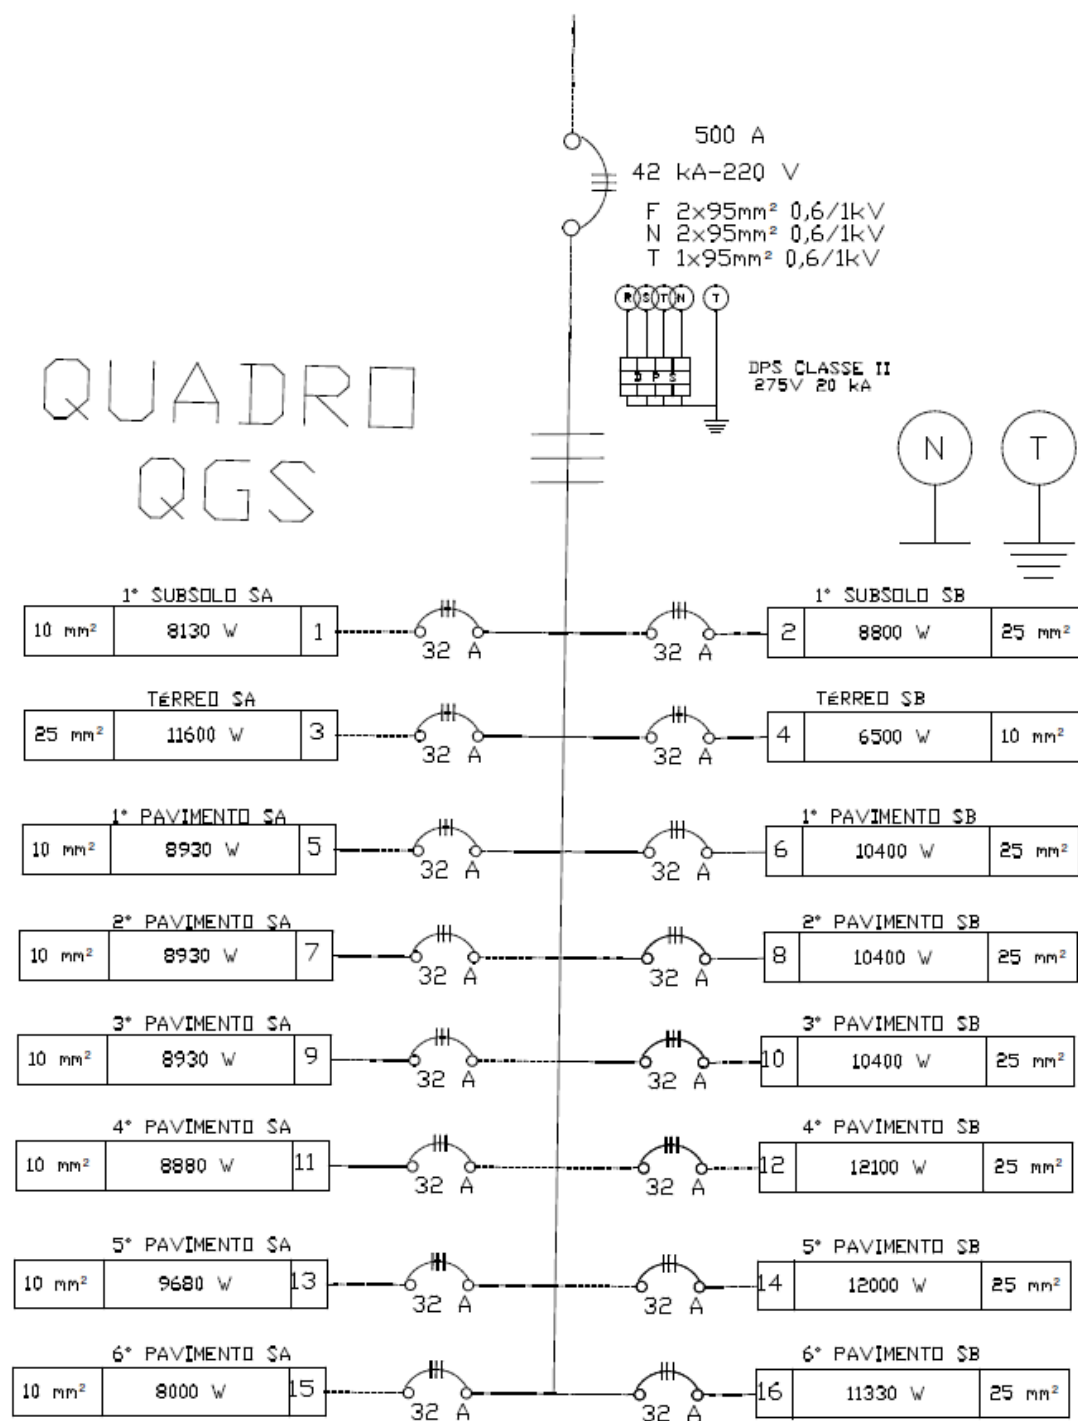 500 A
42 kA-220 V
F 2x95mm² 0,6/1kV
N 2x95mm² 0,6/1kV
T 1x95mm² 0,6/1kV
R S T N T
D P S
DPS CLASSE II
275V 20 kA
QUADRO
QGS
N T
1° SUBSOLO SA
10 mm² 8130 W 1
32 A
1° SUBSOLO SB
2 8800 W 25 mm²
32 A
TÉRREO SA
25 mm² 11600 W 3
32 A
TÉRREO SB
4 6500 W 10 mm²
32 A
1° PAVIMENTO SA
10 mm² 8930 W 5
32 A
1° PAVIMENTO SB
6 10400 W 25 mm²
32 A
2° PAVIMENTO SA
10 mm² 8930 W 7
32 A
2° PAVIMENTO SB
8 10400 W 25 mm²
32 A
3° PAVIMENTO SA
10 mm² 8930 W 9
32 A
3° PAVIMENTO SB
10 10400 W 25 mm²
32 A
4° PAVIMENTO SA
10 mm² 8880 W 11
32 A
4° PAVIMENTO SB
12 12100 W 25 mm²
32 A
5° PAVIMENTO SA
10 mm² 9680 W 13
32 A
5° PAVIMENTO SB
14 12000 W 25 mm²
32 A
6° PAVIMENTO SA
10 mm² 8000 W 15
32 A
6° PAVIMENTO SB
16 11330 W 25 mm²
32 A